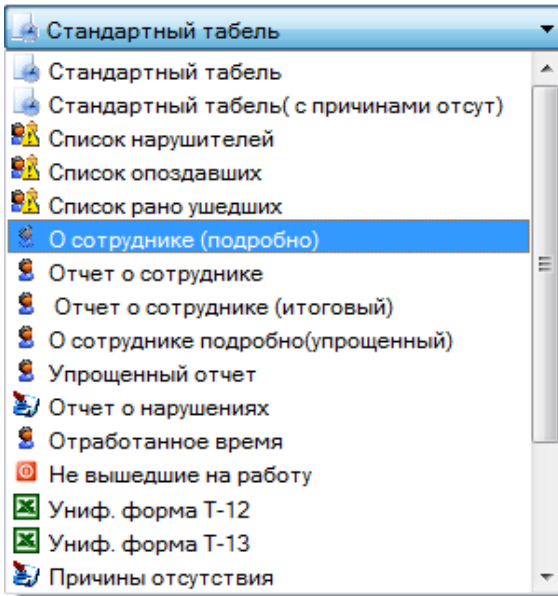 Стандартный табель
Стандартный табель
Стандартный табель( с причинами отсут)
Список нарушителей
Список опоздавших
Список рано ушедших
О сотруднике (подробно)
Отчет о сотруднике
Отчет о сотруднике (итоговый)
О сотруднике подробно(упрощенный)
Упрощенный отчет
Отчет о нарушениях
Отработанное время
Не вышедшие на работу
Униф. форма Т-12
Униф. форма Т-13
Причины отсутствия